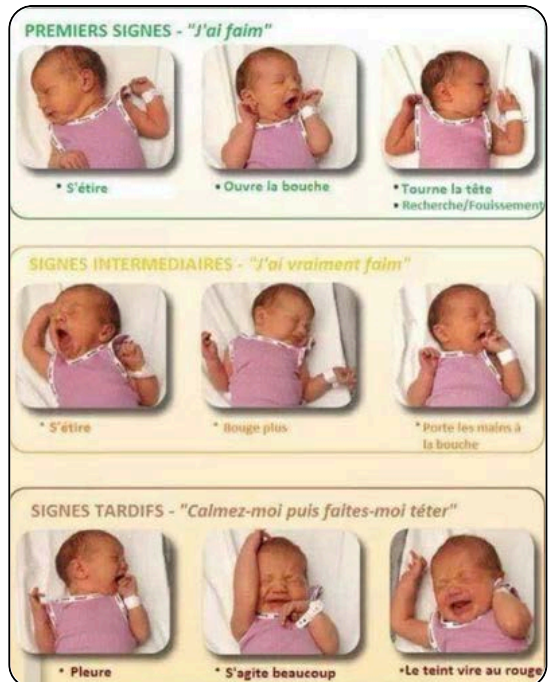 PREMIERS SIGNES - "J'ai faim"
• S'étire
• Ouvre la bouche
• Tourne la tête
• Recherche/Fouissement
SIGNES INTERMEDIAIRES - "J'ai vraiment faim"
• S'étire
• Bouge plus
• Porte les mains à
la bouche
SIGNES TARDIFS - "Calmez-moi puis faites-moi téter"
• Pleure
• S'agite beaucoup
•Le teint vire au rouge